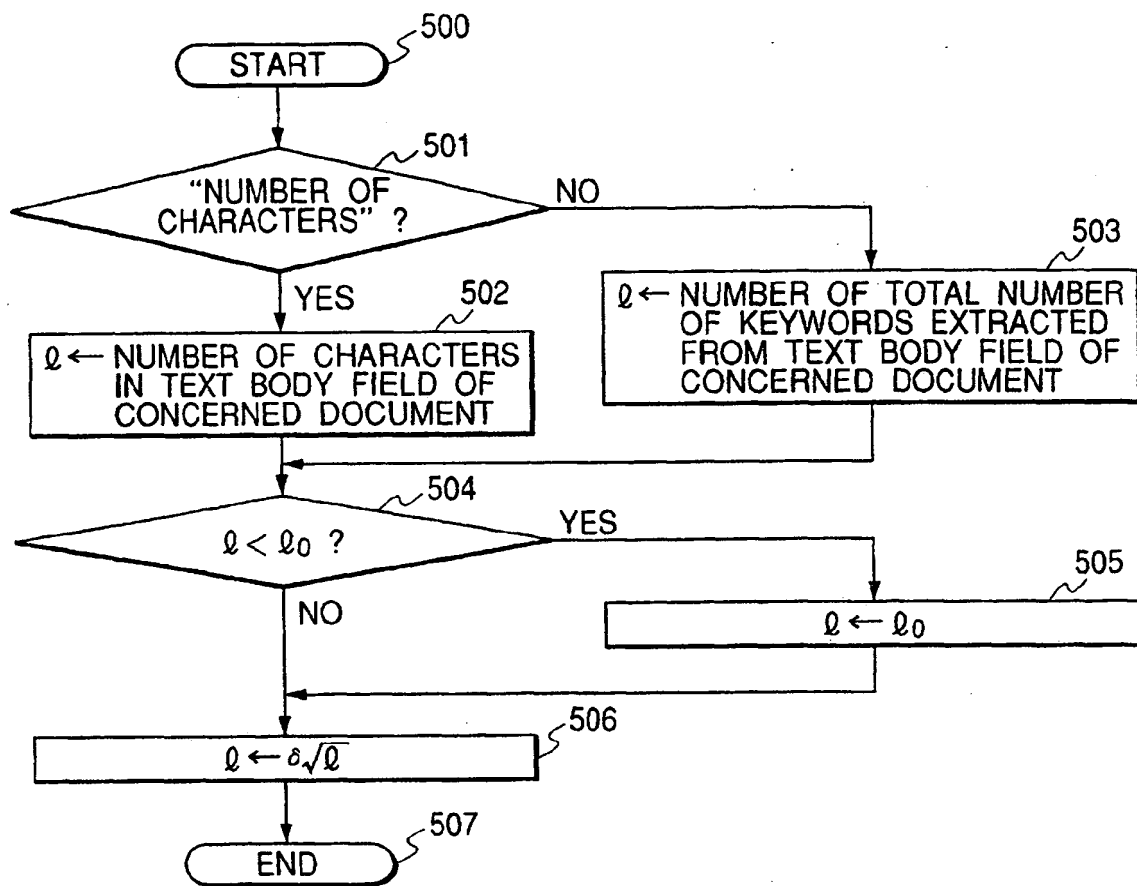 500
START
501
“NUMBER OF
CHARACTERS” ?
NO
YES
502
ℓ ← NUMBER OF CHARACTERS
IN TEXT BODY FIELD OF
CONCERNED DOCUMENT
503
ℓ ← NUMBER OF TOTAL NUMBER
OF KEYWORDS EXTRACTED
FROM TEXT BODY FIELD OF
CONCERNED DOCUMENT
504
ℓ < ℓ0 ?
YES
NO
505
ℓ ← ℓ0
506
ℓ ← δ√ℓ
END
507